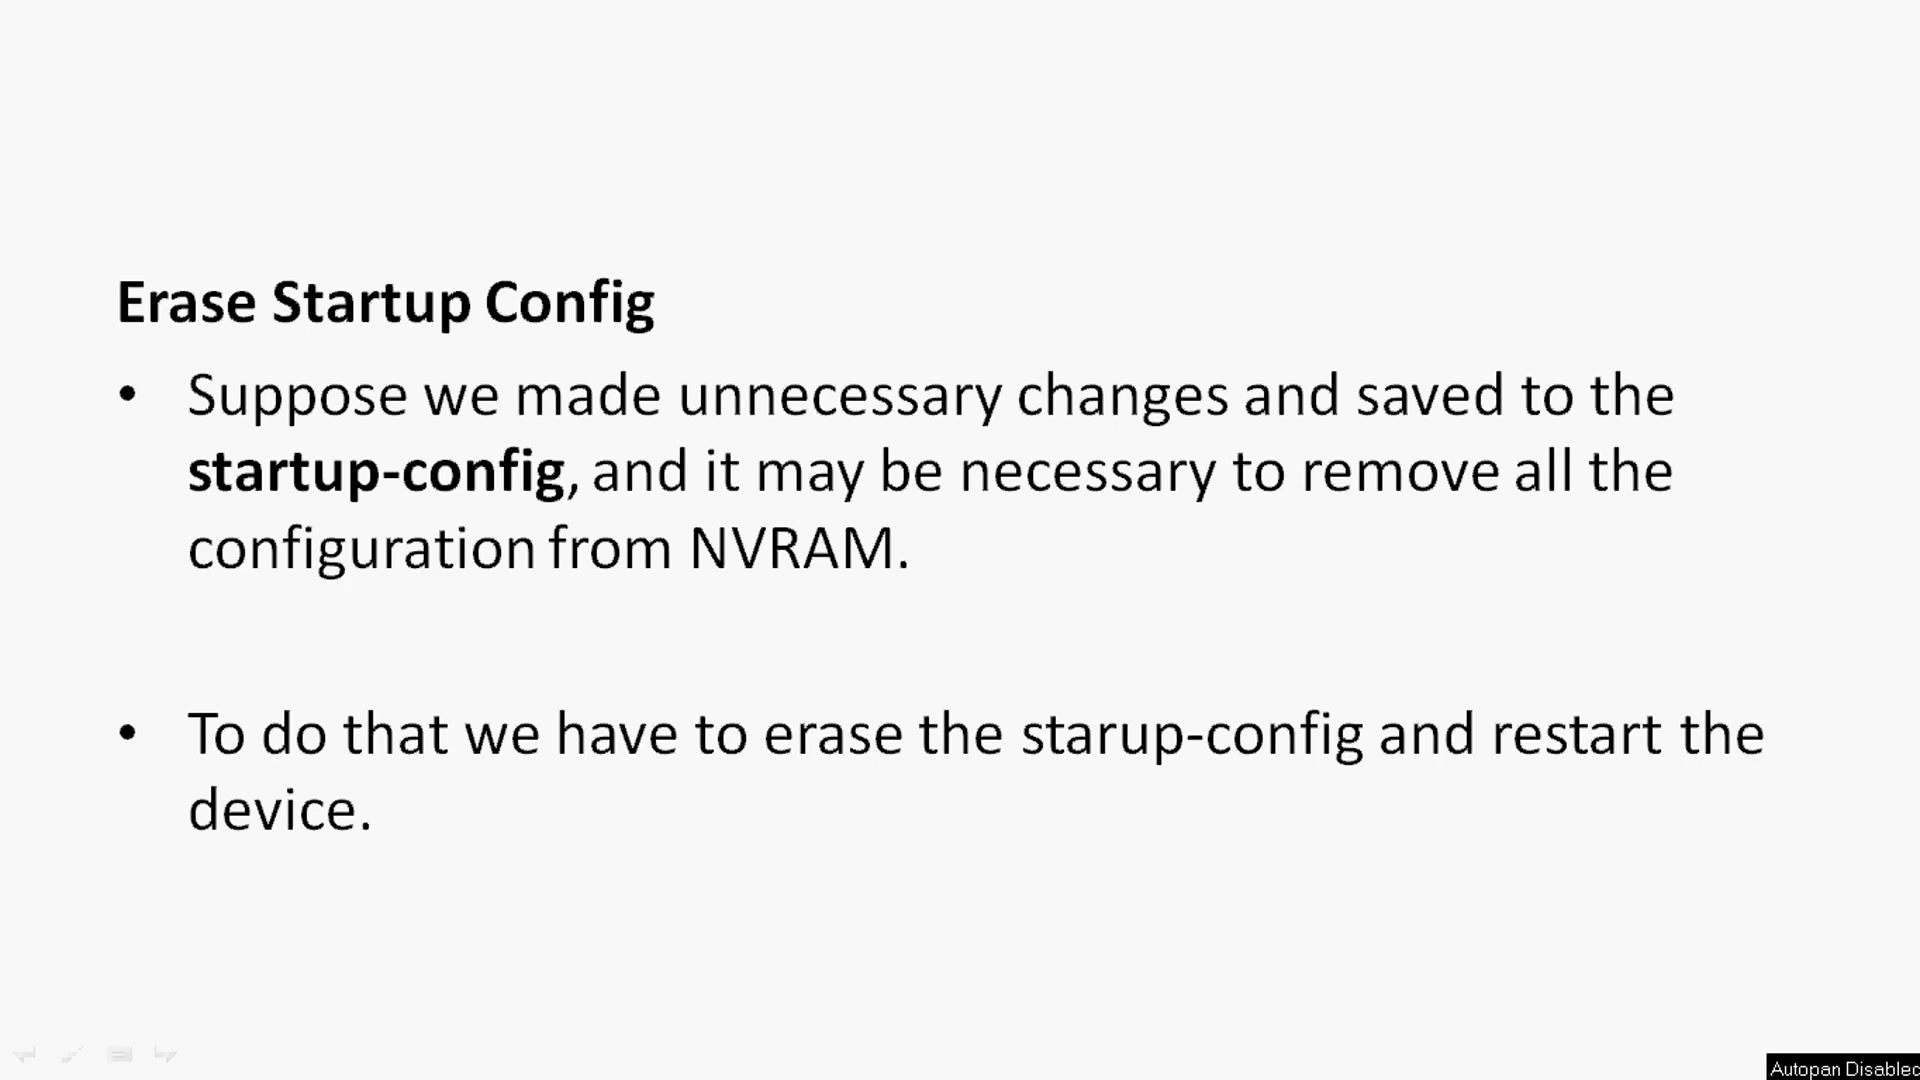 Erase Startup Config
• Suppose we made unnecessary changes and saved to the
startup-config, and it may be necessary to remove all the
configuration from NVRAM.
• To do that we have to erase the starup-config and restart the
device.
Autopan Disabled